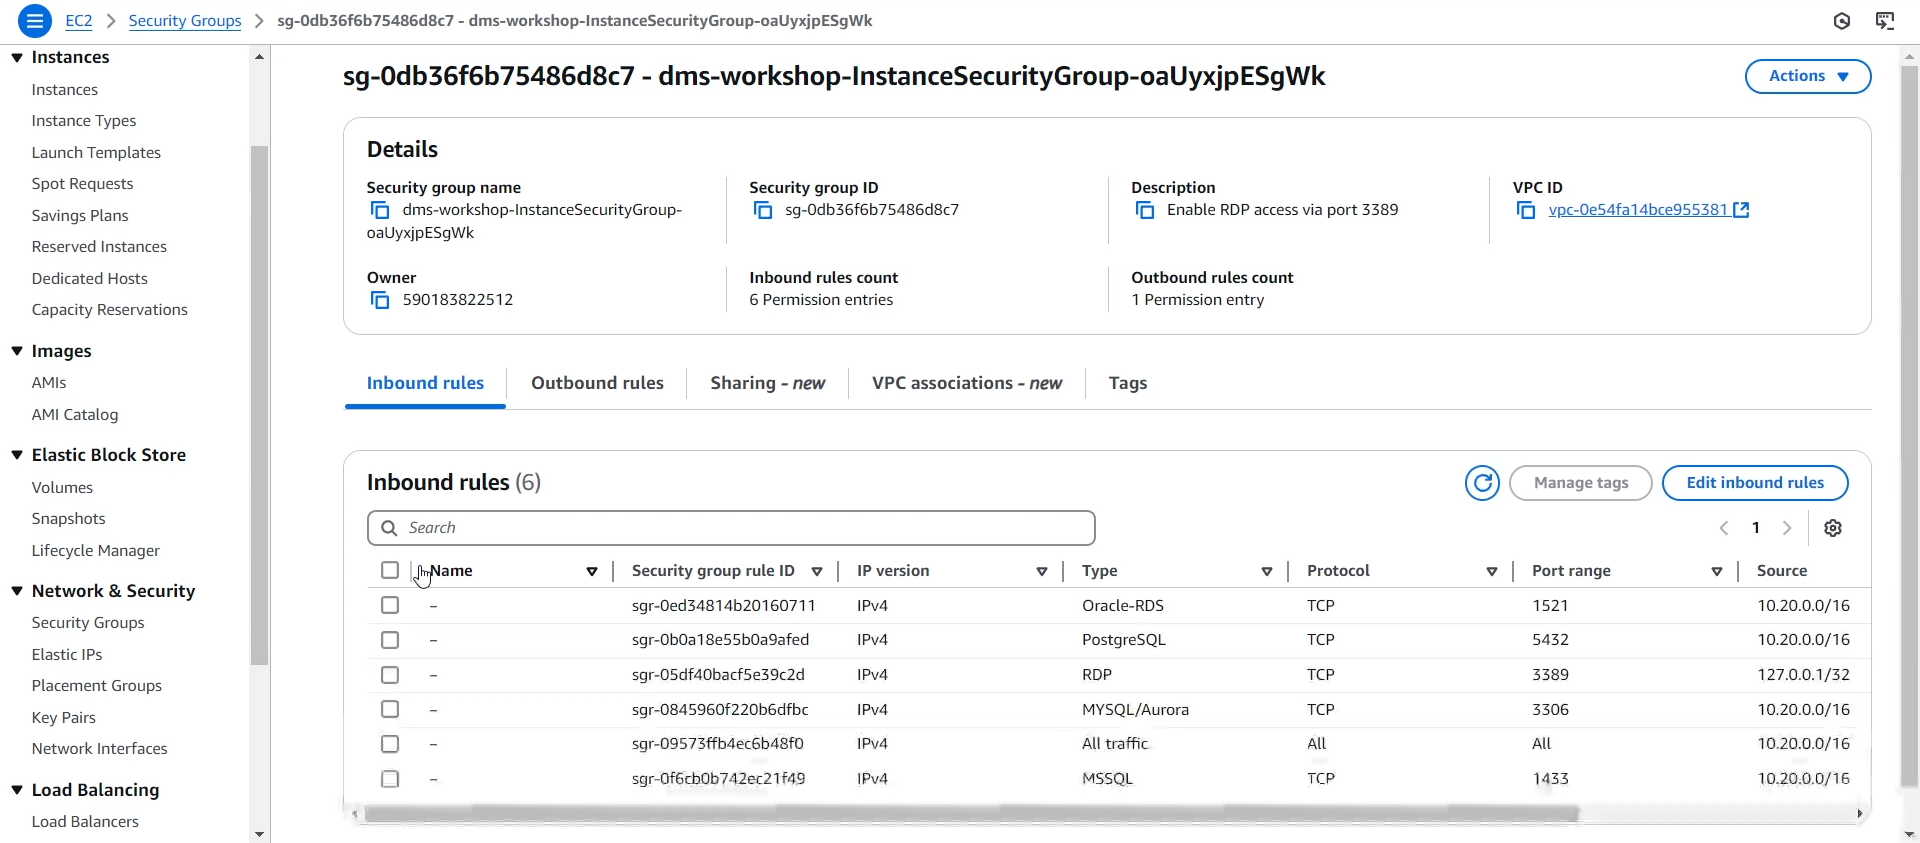 EC2 > Security Groups > sg-0db36f6b75486d8c7 - dms-workshop-InstanceSecurityGroup-oaUyxjpESgWk
Instances
Instances
Instance Types
Launch Templates
Spot Requests
Savings Plans
Reserved Instances
Dedicated Hosts
Capacity Reservations
Images
AMIs
AMI Catalog
Elastic Block Store
Volumes
Snapshots
Lifecycle Manager
Network & Security
Security Groups
Elastic IPs
Placement Groups
Key Pairs
Network Interfaces
Load Balancing
Load Balancers
sg-0db36f6b75486d8c7 - dms-workshop-InstanceSecurityGroup-oaUyxjpESgWk
Actions
Details
Security group name
dms-workshop-InstanceSecurityGroup-
oaUyxjpESgWk
Security group ID
sg-0db36f6b75486d8c7
Description
Enable RDP access via port 3389
VPC ID
vpc-0e54fa14bce955381
Owner
590183822512
Inbound rules count
6 Permission entries
Outbound rules count
1 Permission entry
Inbound rules Outbound rules Sharing - new VPC associations - new Tags
Inbound rules (6)
Manage tags Edit inbound rules
Search
1
Name Security group rule ID IP version Type Protocol Port range Source
– sgr-0ed34814b20160711 IPv4 Oracle-RDS TCP 1521 10.20.0.0/16
– sgr-0b0a18e55b0a9afed IPv4 PostgreSQL TCP 5432 10.20.0.0/16
– sgr-05df40bacf5e39c2d IPv4 RDP TCP 3389 127.0.0.1/32
– sgr-0845960f220b6dfbc IPv4 MYSQL/Aurora TCP 3306 10.20.0.0/16
– sgr-09573ffb4ec6b48f0 IPv4 All traffic All All 10.20.0.0/16
– sgr-0f6cb0b742ec21f49 IPv4 MSSQL TCP 1433 10.20.0.0/16